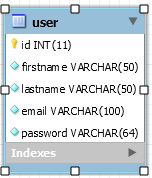 user
id INT(11)
firstname VARCHAR(50)
lastname VARCHAR(50)
email VARCHAR(100)
password VARCHAR(64)
Indexes